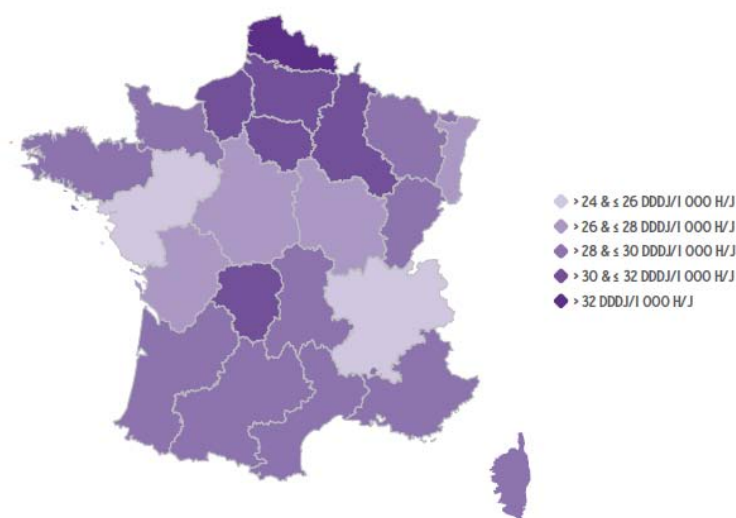 > 24 & ≤ 26 DDDJ/1 000 H/J
> 26 & ≤ 28 DDDJ/1 000 H/J
> 28 & ≤ 30 DDDJ/1 000 H/J
> 30 & ≤ 32 DDDJ/1 000 H/J
> 32 DDDJ/1 000 H/J